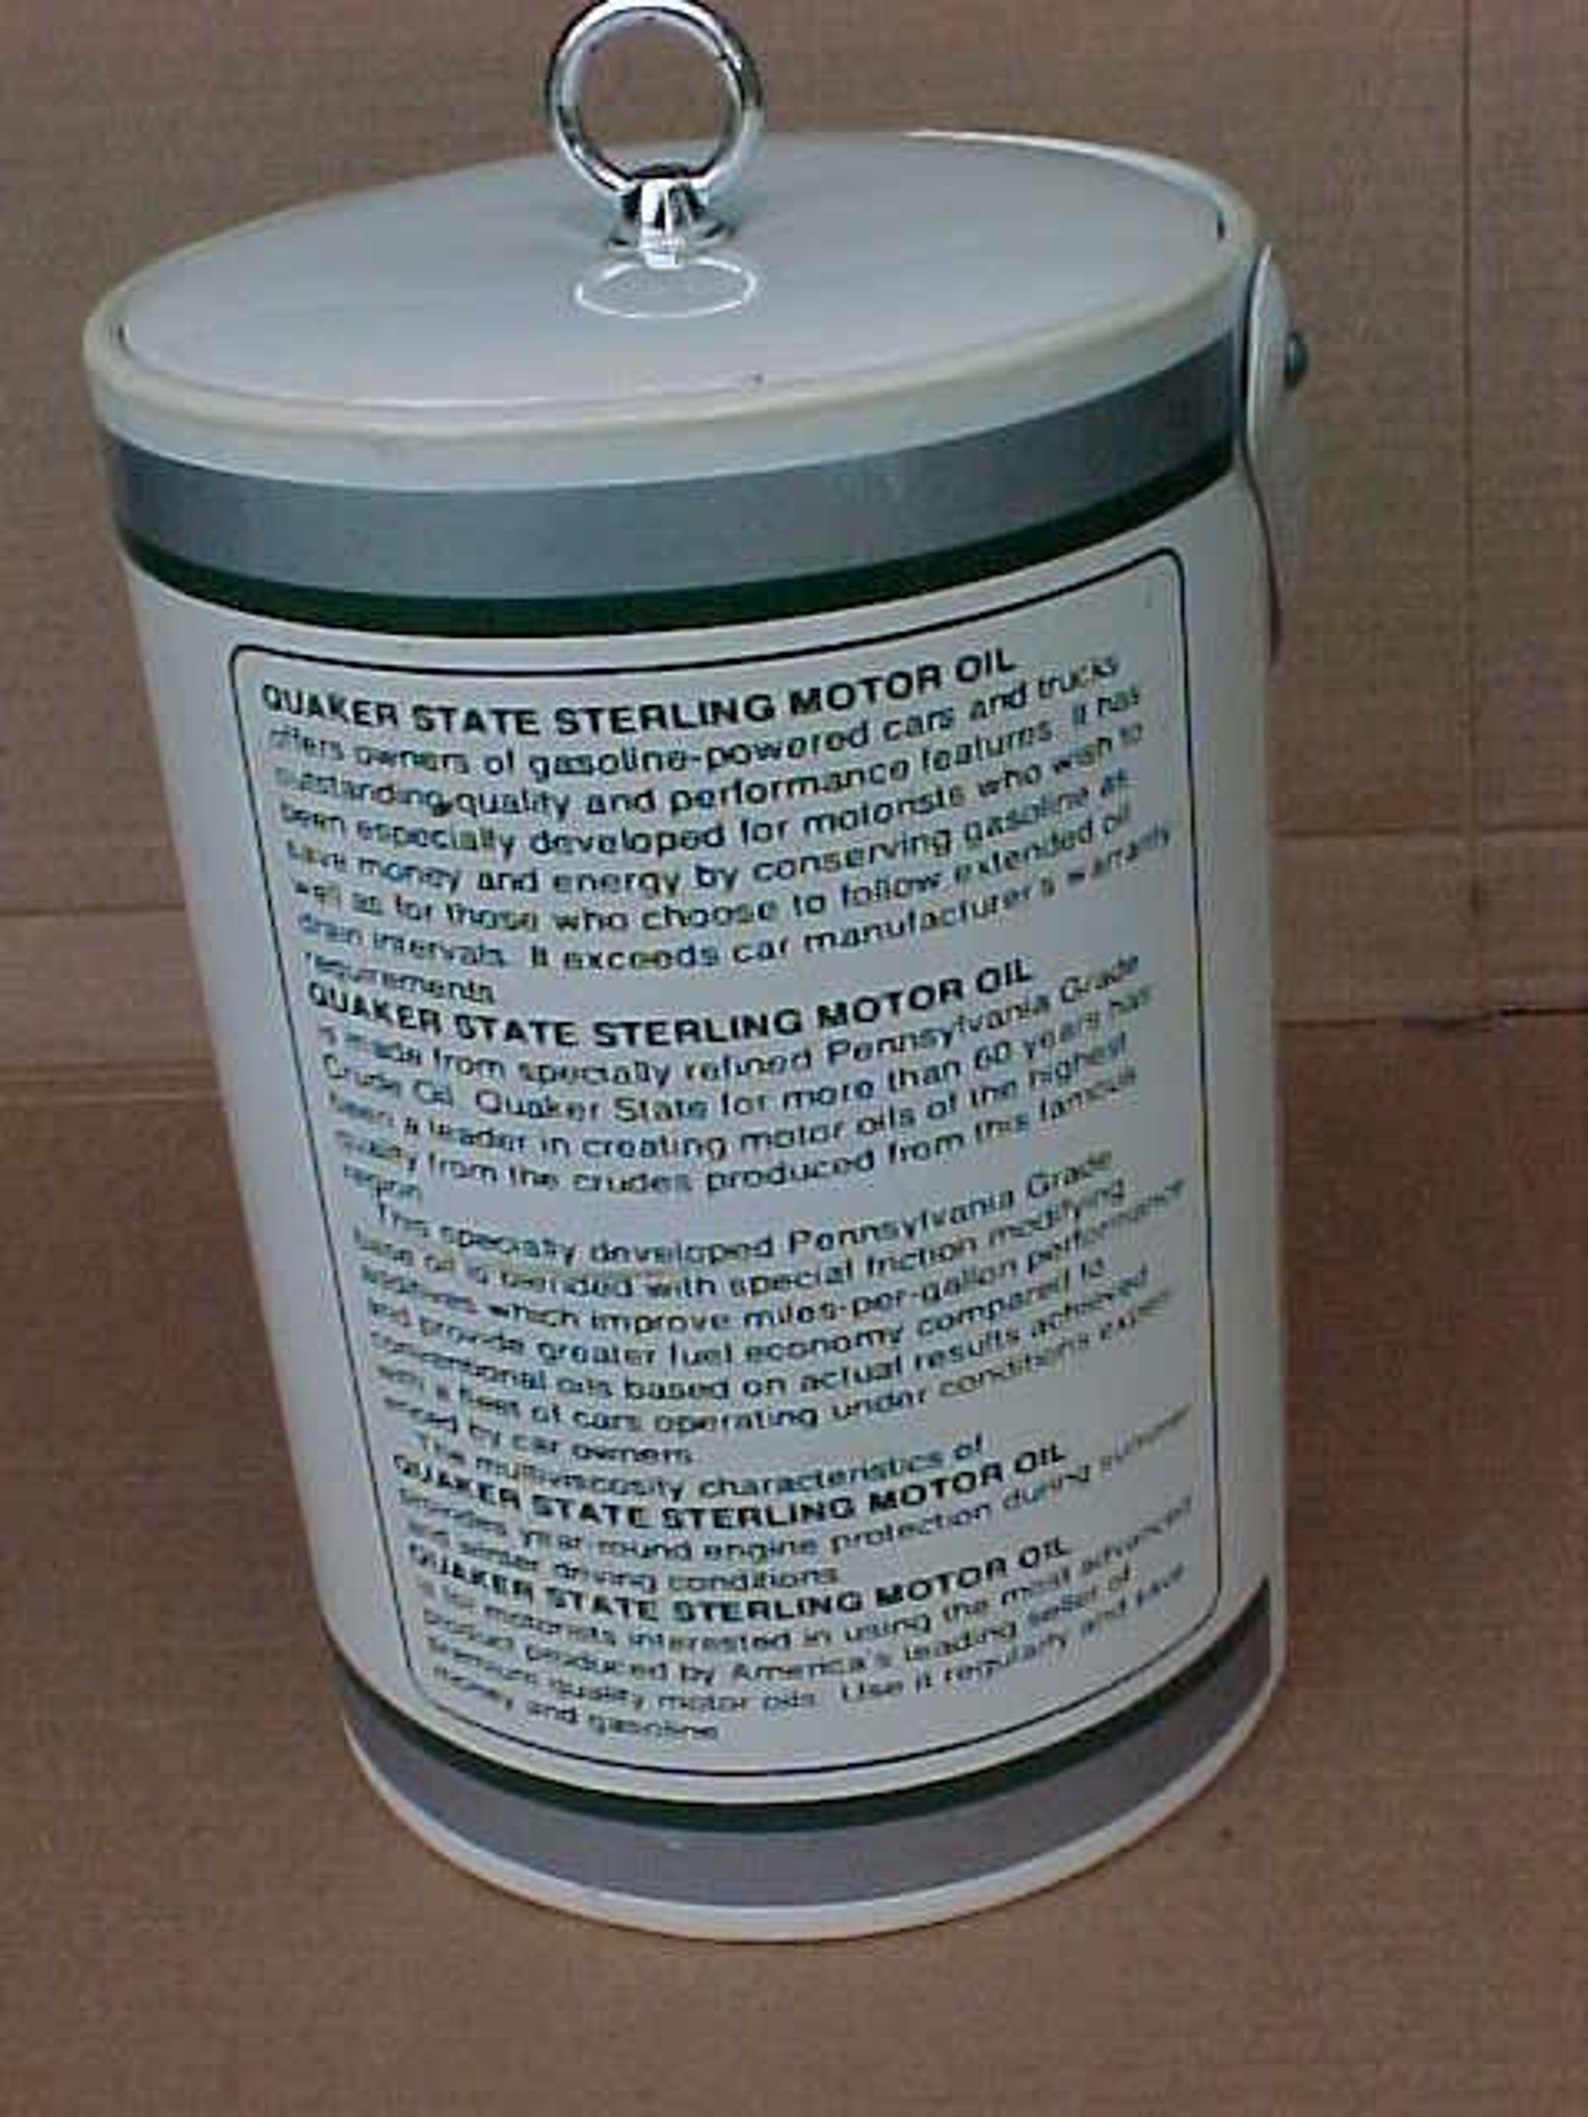 QUAKER STATE STERLING MOTOR OIL
offers owners of gasoline-powered cars and trucks
outstanding quality and performance features. It has
been especially developed for motorists who wish to
save money and energy by conserving gasoline as
well as for those who choose to follow extended oil
drain intervals. It exceeds car manufacturer's warranty
requirements.
QUAKER STATE STERLING MOTOR OIL
is made from specially refined Pennsylvania Grade
Crude Oil. Quaker State for more than 60 years has
been a leader in creating motor oils of the highest
quality from the crudes produced from this famous
region.
This specially developed Pennsylvania Grade
base oil is blended with special friction modifying
additives which improve miles-per-gallon performance
and provide greater fuel economy compared to
conventional oils based on actual results achieved
with a fleet of cars operating under conditions experi-
enced by car owners.
The multiviscosity characteristics of
QUAKER STATE STERLING MOTOR OIL
provides year-round engine protection during summer
and winter driving conditions.
QUAKER STATE STERLING MOTOR OIL
is for motorists interested in using the most advanced
product produced by America's leading seller of
premium quality motor oils. Use it regularly and save
money and gasoline.